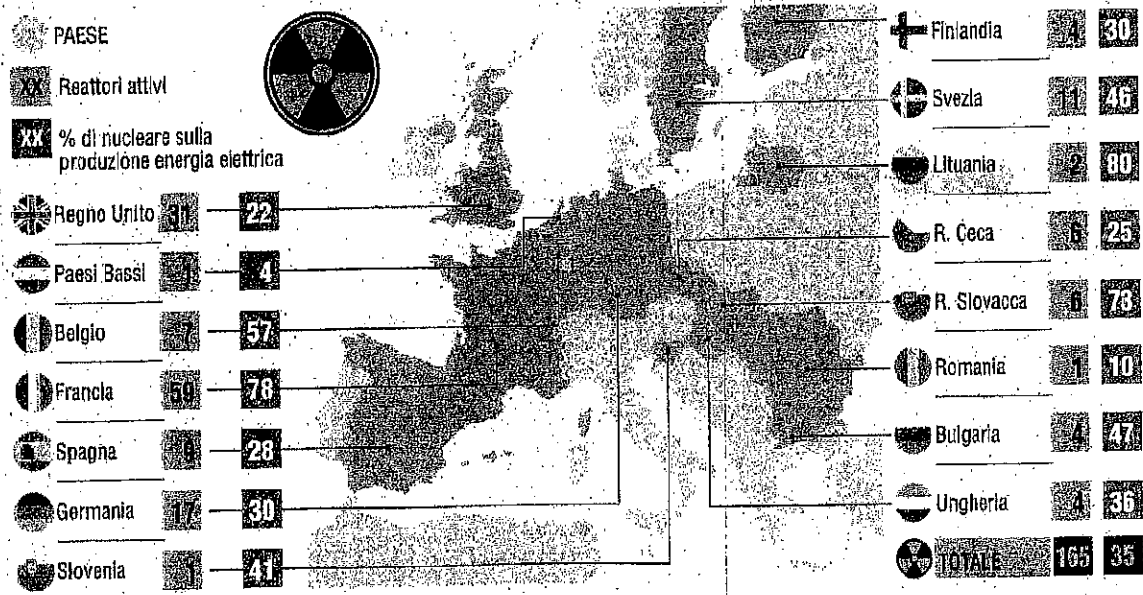 PAESE
XX Reattori attivi
XX % di nucleare sulla
produzione energia elettrica
Regno Unito 31 22
Paesi Bassi 1 4
Belgio 7 57
Francia 59 78
Spagna 9 28
Germania 17 30
Slovenia 1 41
Finlandia 4 30
Svezia 11 46
Lituania 2 80
R. Ceca 6 25
R. Slovacca 6 73
Romania 1 10
Bulgaria 4 47
Ungheria 4 36
TOTALE 165 35